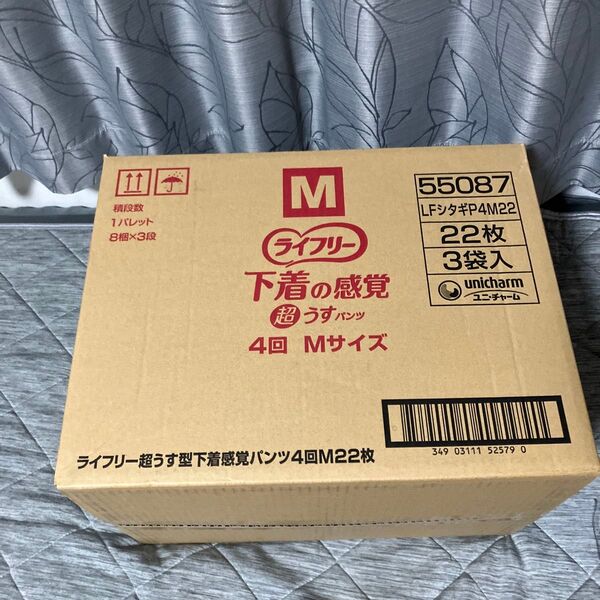 積段数
1パレット
8梱×3段
M
ライフリー
下着の感覚
超うすパンツ
4回 Mサイズ
55087
LFシタギP4M22
22枚
3袋入
unicharm
ユニ・チャーム
ライフリー超うす型下着感覚パンツ4回M22枚
349 03111 52579 0